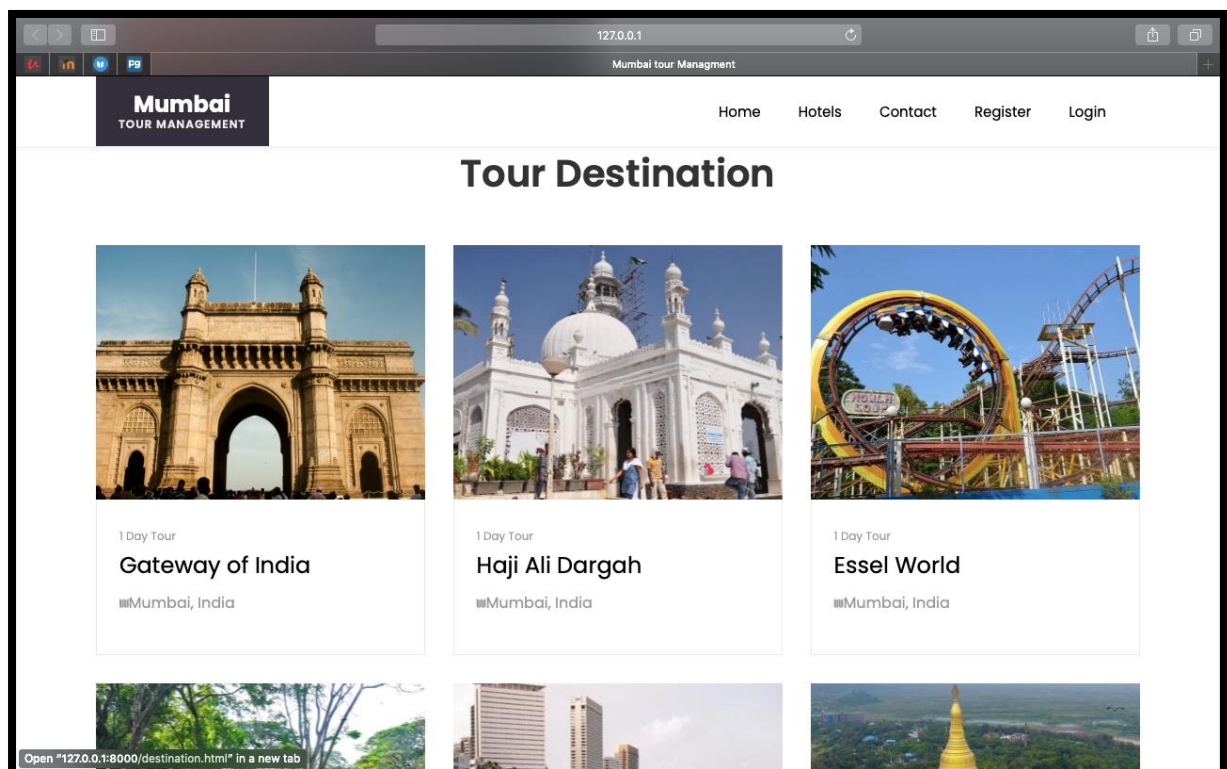 127.0.0.1
Mumbai tour Managment
Mumbai
TOUR MANAGEMENT
Home Hotels Contact Register Login
Tour Destination
1 Day Tour
Gateway of India
Mumbai, India
1 Day Tour
Haji Ali Dargah
Mumbai, India
1 Day Tour
Essel World
Mumbai, India
Open "127.0.0.1:8000/destination.html" in a new tab